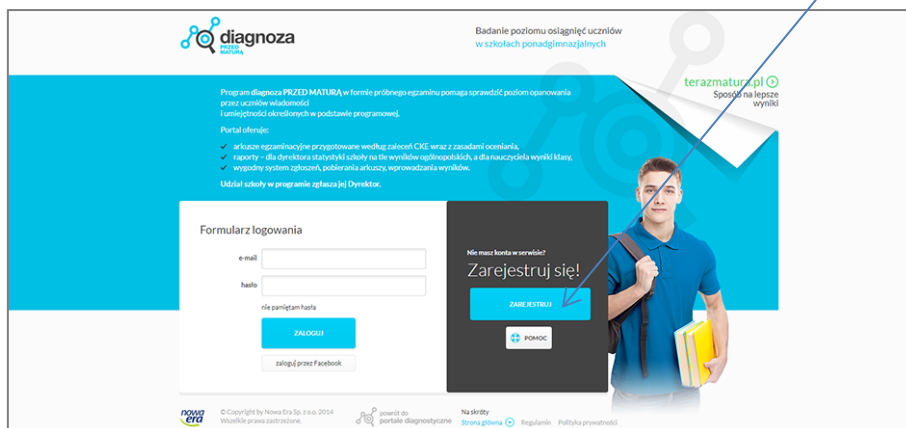 diagnoza
PRZED
MATURĄ
Badanie poziomu osiągnięć uczniów
w szkołach ponadgimnazjalnych
terazmatura.pl
Sposób na lepsze
wyniki
Program diagnoza PRZED MATURĄ w formie próbnego egzaminu pomaga sprawdzić poziom opanowania
przez uczniów wiadomości
i umiejętności określonych w podstawie programowej.
Portal oferuje:
arkusze egzaminacyjne przygotowane według zaleceń CKE wraz z zasadami oceniania,
raporty – dla dyrektora statystyki szkoły na tle wyników ogólnopolskich, a dla nauczyciela wyniki klasy,
wygodny system zgłoszeń, pobierania arkuszy, wprowadzania wyników.
Udział szkoły w programie zgłasza jej Dyrektor.
Formularz logowania
e-mail
hasło
nie pamiętam hasła
ZALOGUJ
zaloguj przez Facebook
Nie masz konta w serwisie?
Zarejestruj się!
ZAREJESTRUJ
POMOC
nowa
era
© Copyright by Nowa Era Sp. z o.o. 2014
Wszelkie prawa zastrzeżone.
powrót do
portale diagnostyczne
Na skróty
Strona główna Regulamin Polityka prywatności